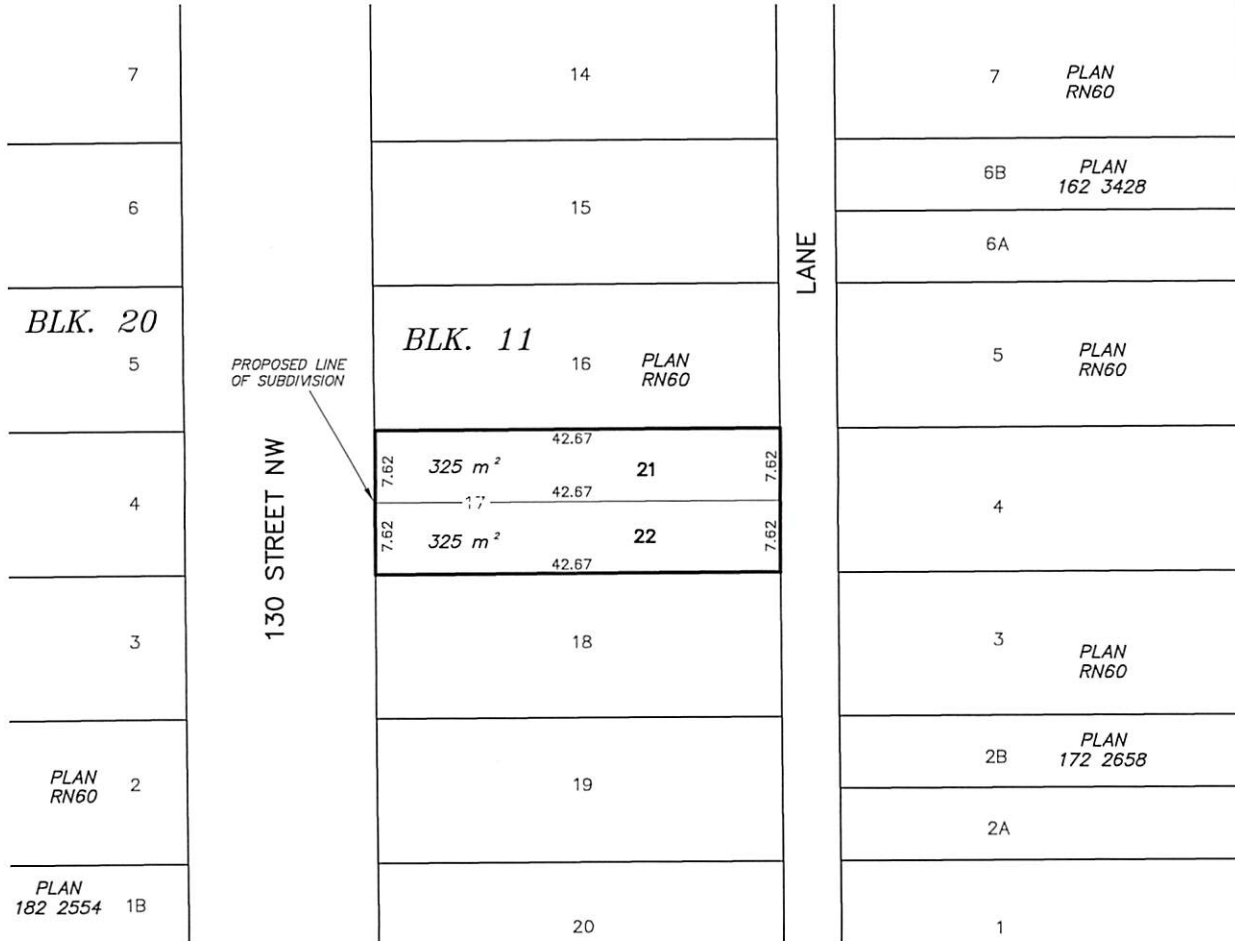 7
6
BLK. 20
5
4
3
PLAN
RN60
2
PLAN
182 2554
1B
PROPOSED LINE
OF SUBDIVISION
130 STREET NW
14
15
BLK. 11
16
PLAN
RN60
42.67
7.62
325 m²
21
7.62
42.67
17
7.62
325 m²
22
7.62
42.67
18
19
20
LANE
7
PLAN
RN60
6B
PLAN
162 3428
6A
5
PLAN
RN60
4
3
PLAN
RN60
2B
PLAN
172 2658
2A
1